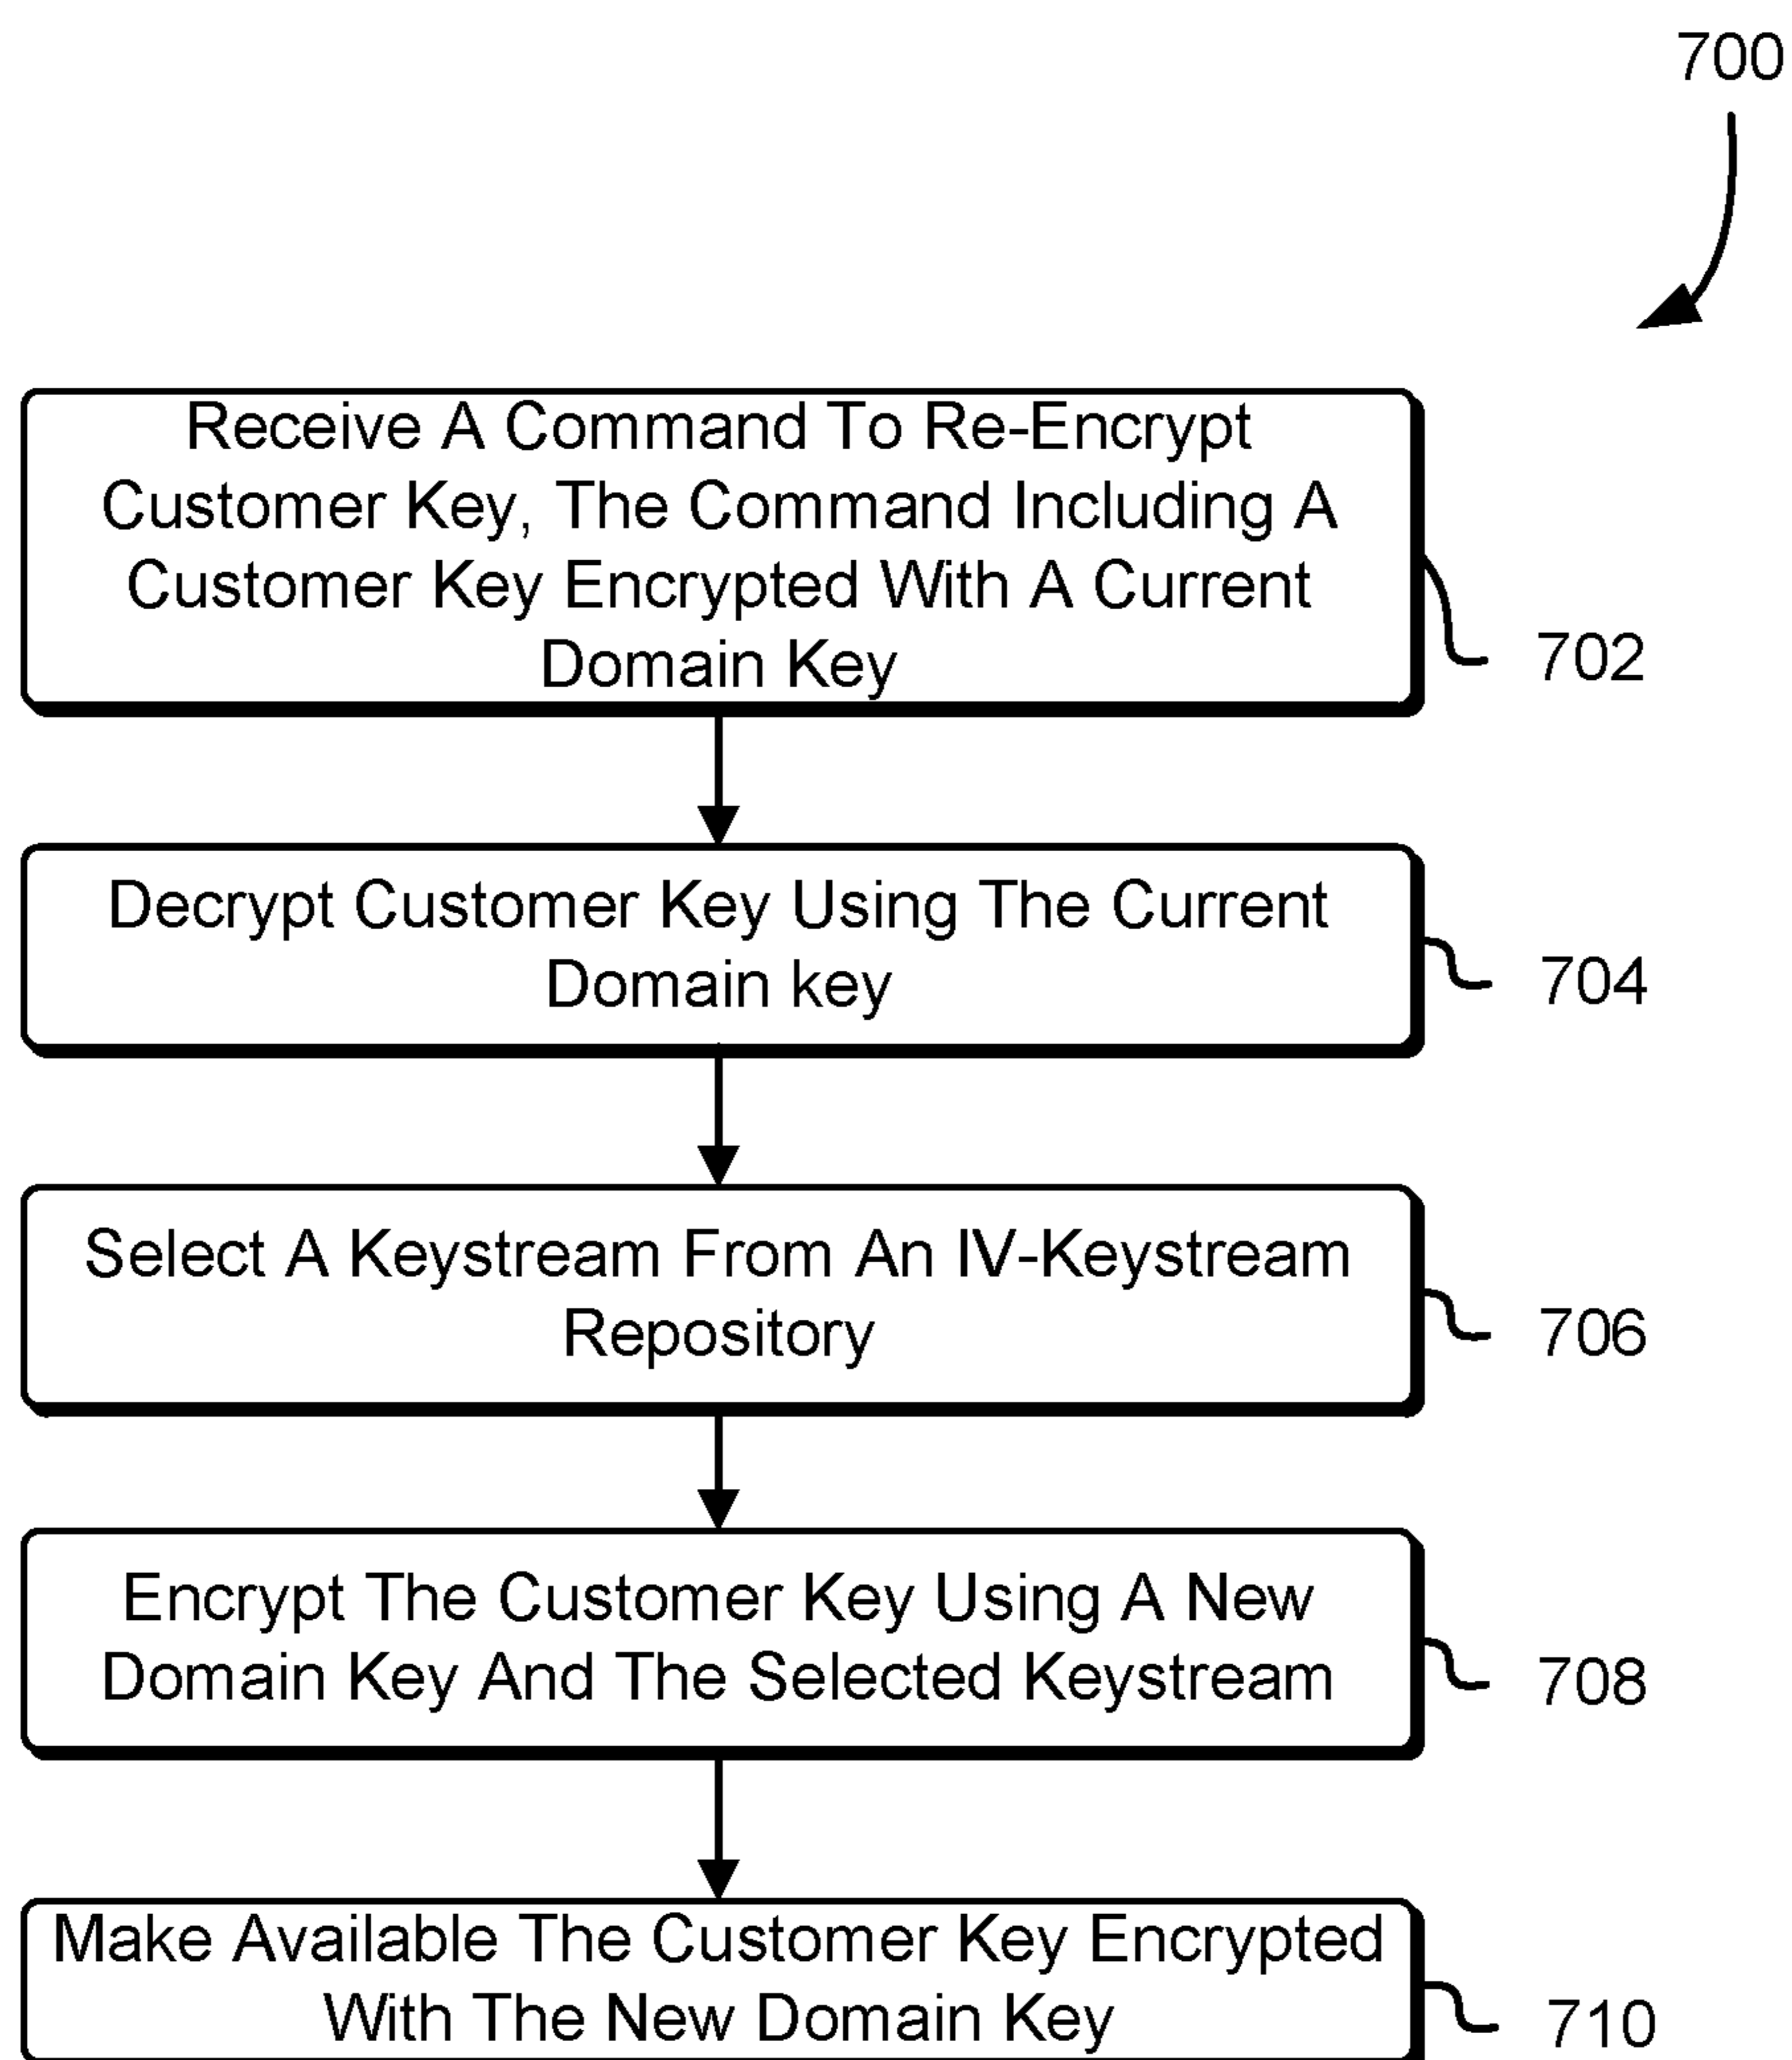 700
Receive A Command To Re-Encrypt
Customer Key, The Command Including A
Customer Key Encrypted With A Current
Domain Key
702
Decrypt Customer Key Using The Current
Domain key
704
Select A Keystream From An IV-Keystream
Repository
706
Encrypt The Customer Key Using A New
Domain Key And The Selected Keystream
708
Make Available The Customer Key Encrypted
With The New Domain Key
710